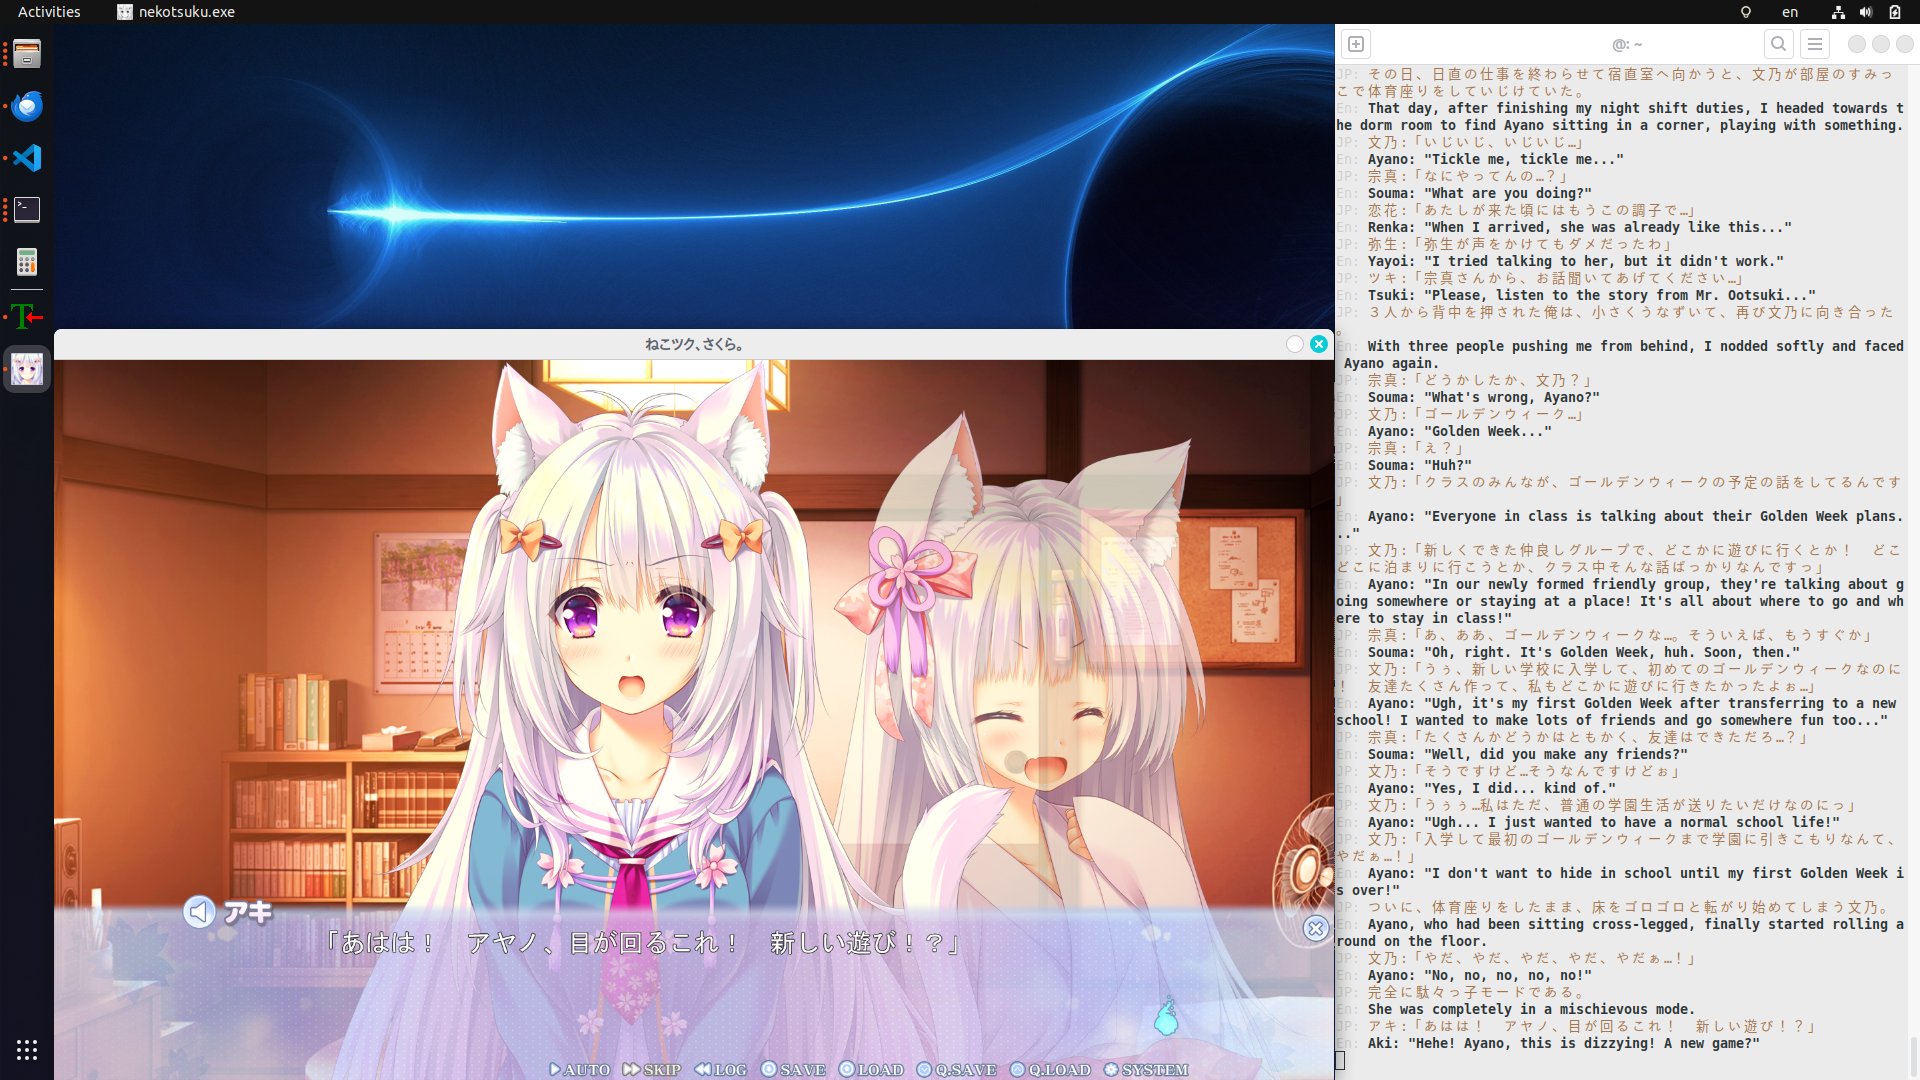 Activities
nekotsuku.exe
en
@: ~
ねこツク、さくら。
JP: その日、日直の仕事を終わらせて宿直室へ向かうと、文乃が部屋のすみっ
こで体育座りをしていじけていた。
En: That day, after finishing my night shift duties, I headed towards t
he dorm room to find Ayano sitting in a corner, playing with something.
JP: 文乃:「いじいじ、いじいじ…」
En: Ayano: "Tickle me, tickle me..."
JP: 宗真:「なにやってんの…？」
En: Souma: "What are you doing?"
JP: 恋花:「あたしが来た頃にはもうこの調子で…」
En: Renka: "When I arrived, she was already like this..."
JP: 弥生:「弥生が声をかけてもダメだったわ」
En: Yayoi: "I tried talking to her, but it didn't work."
JP: ツキ:「宗真さんから、お話聞いてあげてください…」
En: Tsuki: "Please, listen to the story from Mr. Ootsuki..."
JP: ３人から背中を押された俺は、小さくうなずいて、再び文乃に向き合った
。
En: With three people pushing me from behind, I nodded softly and faced
 Ayano again.
JP: 宗真:「どうかしたか、文乃？」
En: Souma: "What's wrong, Ayano?"
JP: 文乃:「ゴールデンウィーク…」
En: Ayano: "Golden Week..."
JP: 宗真:「え？」
En: Souma: "Huh?"
JP: 文乃:「クラスのみんなが、ゴールデンウィークの予定の話をしてるんです
」
En: Ayano: "Everyone in class is talking about their Golden Week plans.
.."
JP: 文乃:「新しくできた仲良しグループで、どこかに遊びに行くとか！　どこ
どこに泊まりに行こうとか、クラス中そんな話ばっかりなんですっ」
En: Ayano: "In our newly formed friendly group, they're talking about g
oing somewhere or staying at a place! It's all about where to go and wh
ere to stay in class!"
JP: 宗真:「あ、ああ、ゴールデンウィークな…。そういえば、もうすぐか」
En: Souma: "Oh, right. It's Golden Week, huh. Soon, then."
JP: 文乃:「うぅ、新しい学校に入学して、初めてのゴールデンウィークなのに
！　友達たくさん作って、私もどこかに遊びに行きたかったよぉ…」
En: Ayano: "Ugh, it's my first Golden Week after transferring to a new
school! I wanted to make lots of friends and go somewhere fun too..."
JP: 宗真:「たくさんかどうかはともかく、友達はできただろ…？」
En: Souma: "Well, did you make any friends?"
JP: 文乃:「そうですけど…そうなんですけどぉ」
En: Ayano: "Yes, I did... kind of."
JP: 文乃:「うぅぅ…私はただ、普通の学園生活が送りたいだけなのにっ」
En: Ayano: "Ugh... I just wanted to have a normal school life!"
JP: 文乃:「入学して最初のゴールデンウィークまで学園に引きこもりなんて、
やだぁ…！」
En: Ayano: "I don't want to hide in school until my first Golden Week i
s over!"
JP: ついに、体育座りをしたまま、床をゴロゴロと転がり始めてしまう文乃。
En: Ayano, who had been sitting cross-legged, finally started rolling a
round on the floor.
JP: 文乃:「やだ、やだ、やだ、やだ、やだぁ…！」
En: Ayano: "No, no, no, no, no!"
JP: 完全に駄々っ子モードである。
En: She was completely in a mischievous mode.
JP: アキ:「あはは！　アヤノ、目が回るこれ！　新しい遊び！？」
En: Aki: "Hehe! Ayano, this is dizzying! A new game?"
アキ
「あはは！　アヤノ、目が回るこれ！　新しい遊び！？」
AUTO SKIP LOG SAVE LOAD Q.SAVE Q.LOAD SYSTEM